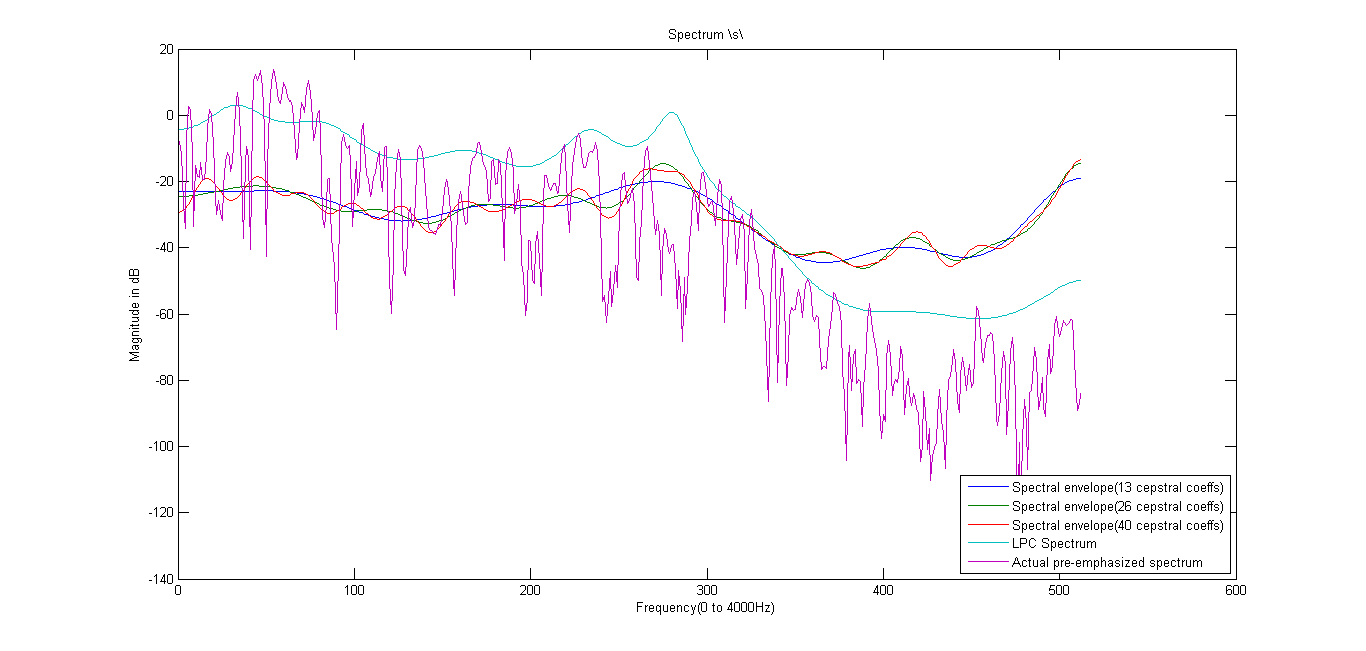 Spectrum \s\
20
0
-20
-40
-60
-80
-100
-120
-140
Magnitude in dB
0 100 200 300 400 500 600
Frequency(0 to 4000Hz)
Spectral envelope(13 cepstral coeffs)
Spectral envelope(26 cepstral coeffs)
Spectral envelope(40 cepstral coeffs)
LPC Spectrum
Actual pre-emphasized spectrum